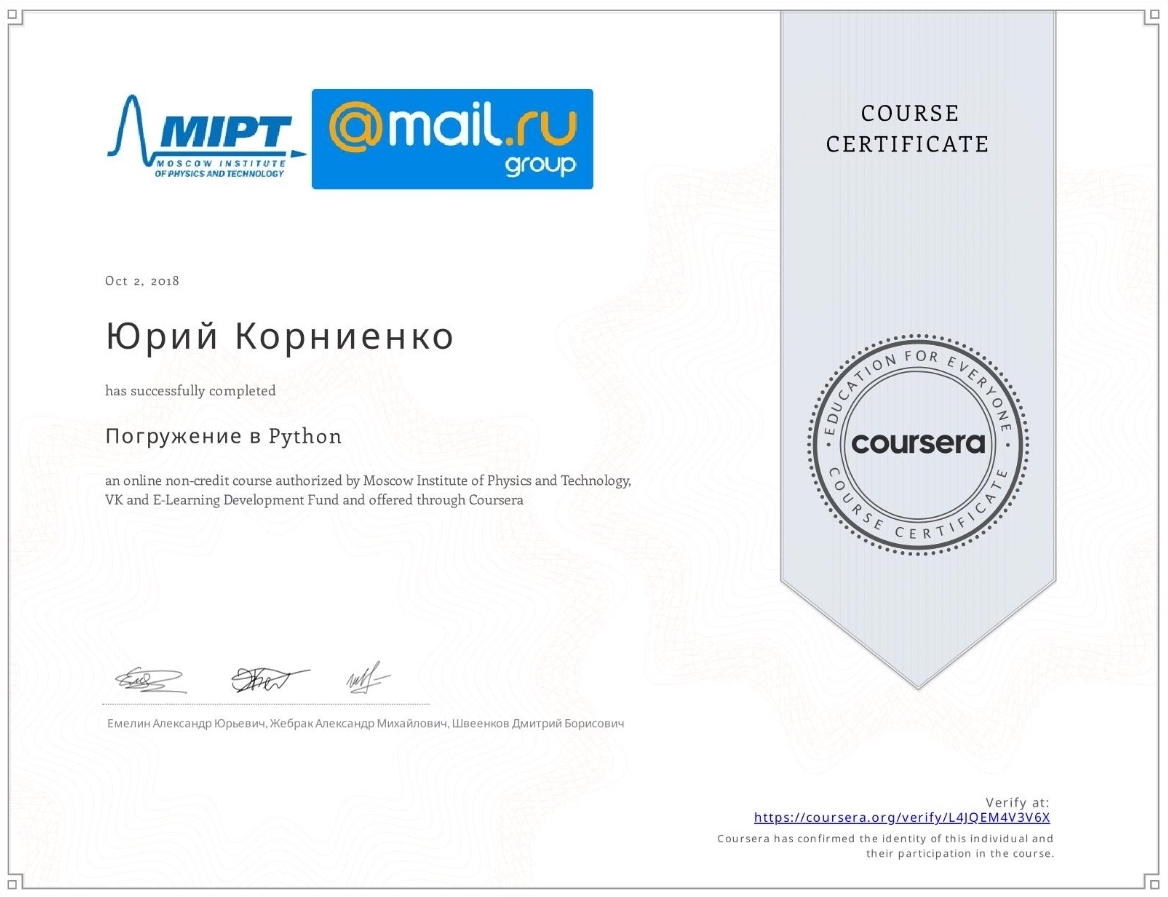 MIPT
MOSCOW INSTITUTE
OF PHYSICS AND TECHNOLOGY
@mail.ru
group
COURSE
CERTIFICATE
Oct 2, 2018
Юрий Корниенко
has successfully completed
Погружение в Python
an online non-credit course authorized by Moscow Institute of Physics and Technology,
VK and E-Learning Development Fund and offered through Coursera
EDUCATION FOR EVERYONE
coursera
COURSE CERTIFICATE
Емелин Александр Юрьевич, Жебрак Александр Михайлович, Швеенков Дмитрий Борисович
Verify at:
https://coursera.org/verify/L4JQEM4V3V6X
Coursera has confirmed the identity of this individual and
their participation in the course.